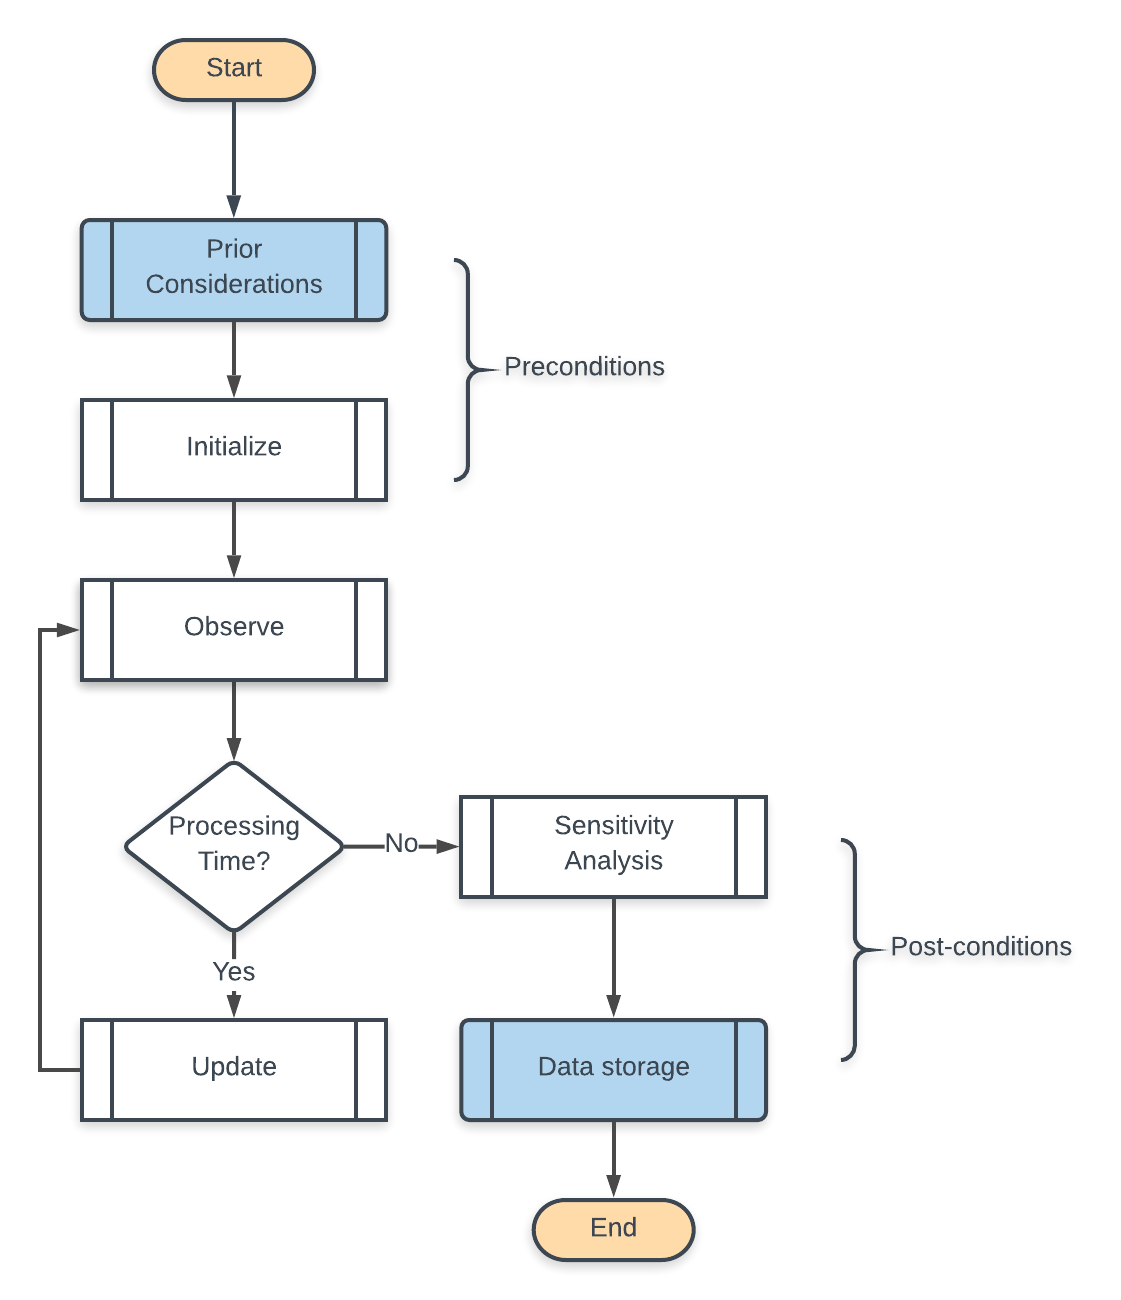 Start
Prior
Considerations
Preconditions
Initialize
Observe
Processing
Time?
No
Sensitivity
Analysis
Post-conditions
Yes
Update
Data storage
End